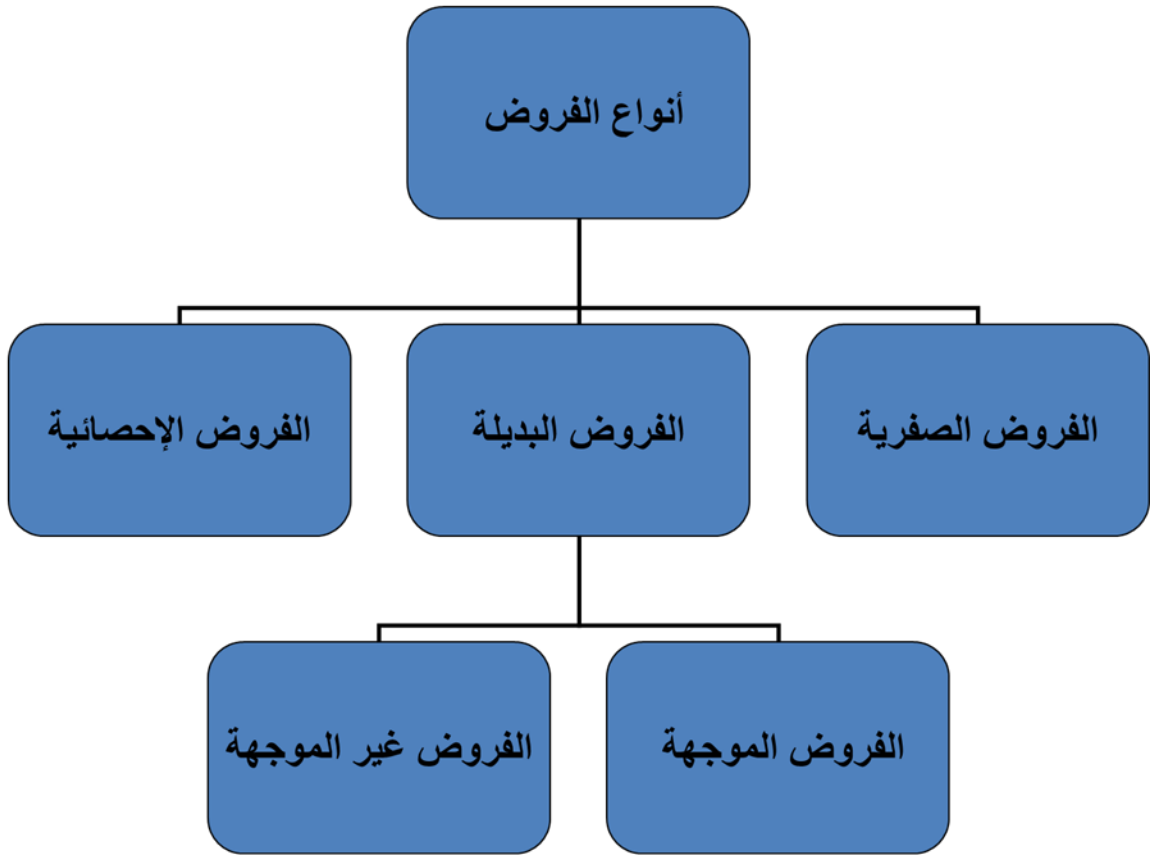 أنواع الفروض
الفروض الصفرية
الفروض البديلة
الفروض الإحصائية
الفروض الموجهة
الفروض غير الموجهة